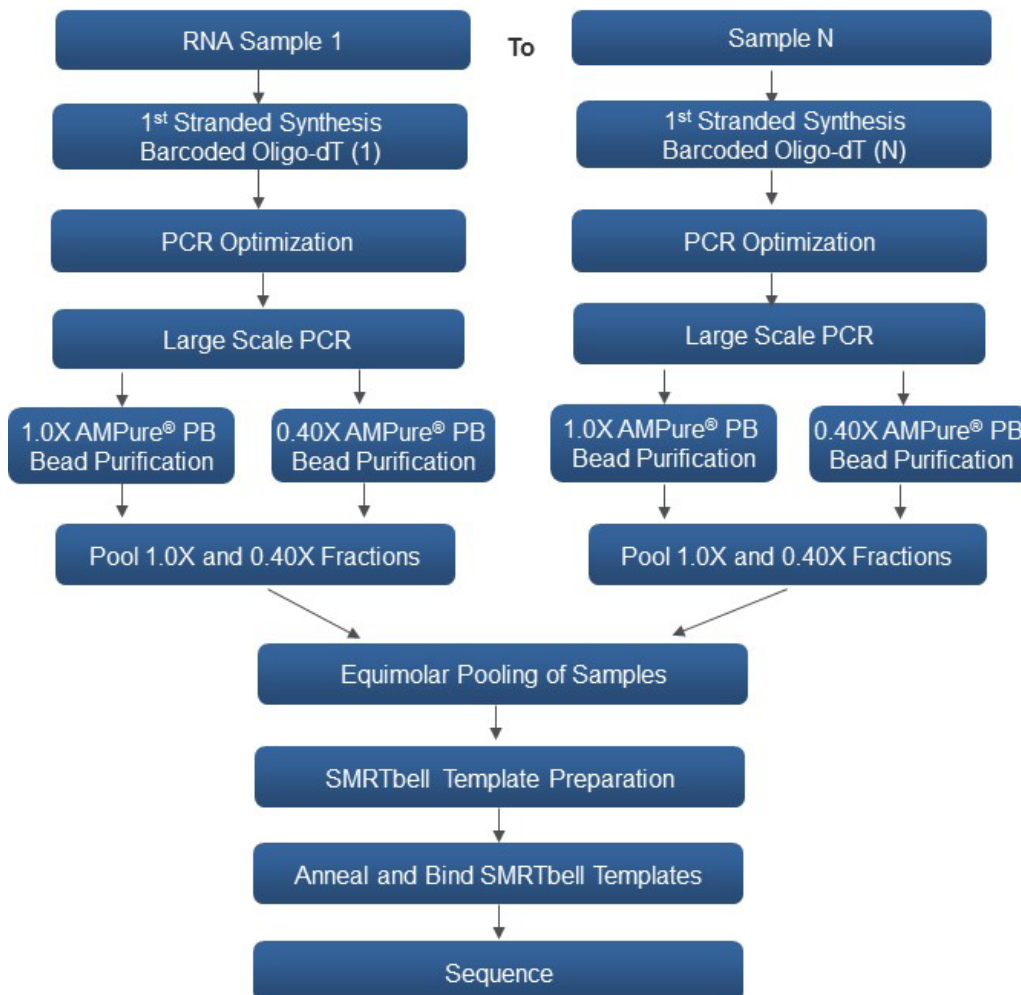 RNA Sample 1
To
Sample N
1st Stranded Synthesis
Barcoded Oligo-dT (1)
1st Stranded Synthesis
Barcoded Oligo-dT (N)
PCR Optimization
PCR Optimization
Large Scale PCR
Large Scale PCR
1.0X AMPure® PB
Bead Purification
0.40X AMPure® PB
Bead Purification
1.0X AMPure® PB
Bead Purification
0.40X AMPure® PB
Bead Purification
Pool 1.0X and 0.40X Fractions
Pool 1.0X and 0.40X Fractions
Equimolar Pooling of Samples
SMRTbell Template Preparation
Anneal and Bind SMRTbell Templates
Sequence